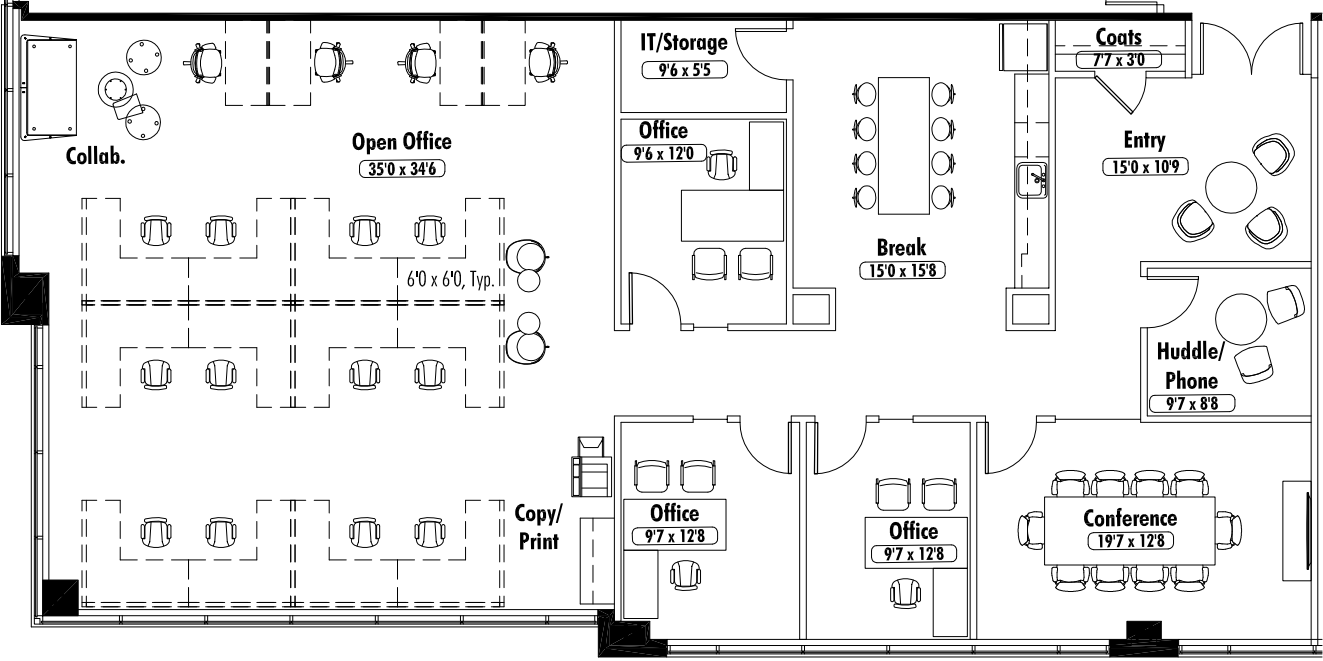 IT/Storage
9'6 x 5'5
Coats
7'7 x 3'0
Collab.
Open Office
35'0 x 34'6
Office
9'6 x 12'0
Entry
15'0 x 10'9
Break
15'0 x 15'8
6'0 x 6'0, Typ.
Huddle/
Phone
9'7 x 8'8
Copy/
Print
Office
9'7 x 12'8
Office
9'7 x 12'8
Conference
19'7 x 12'8